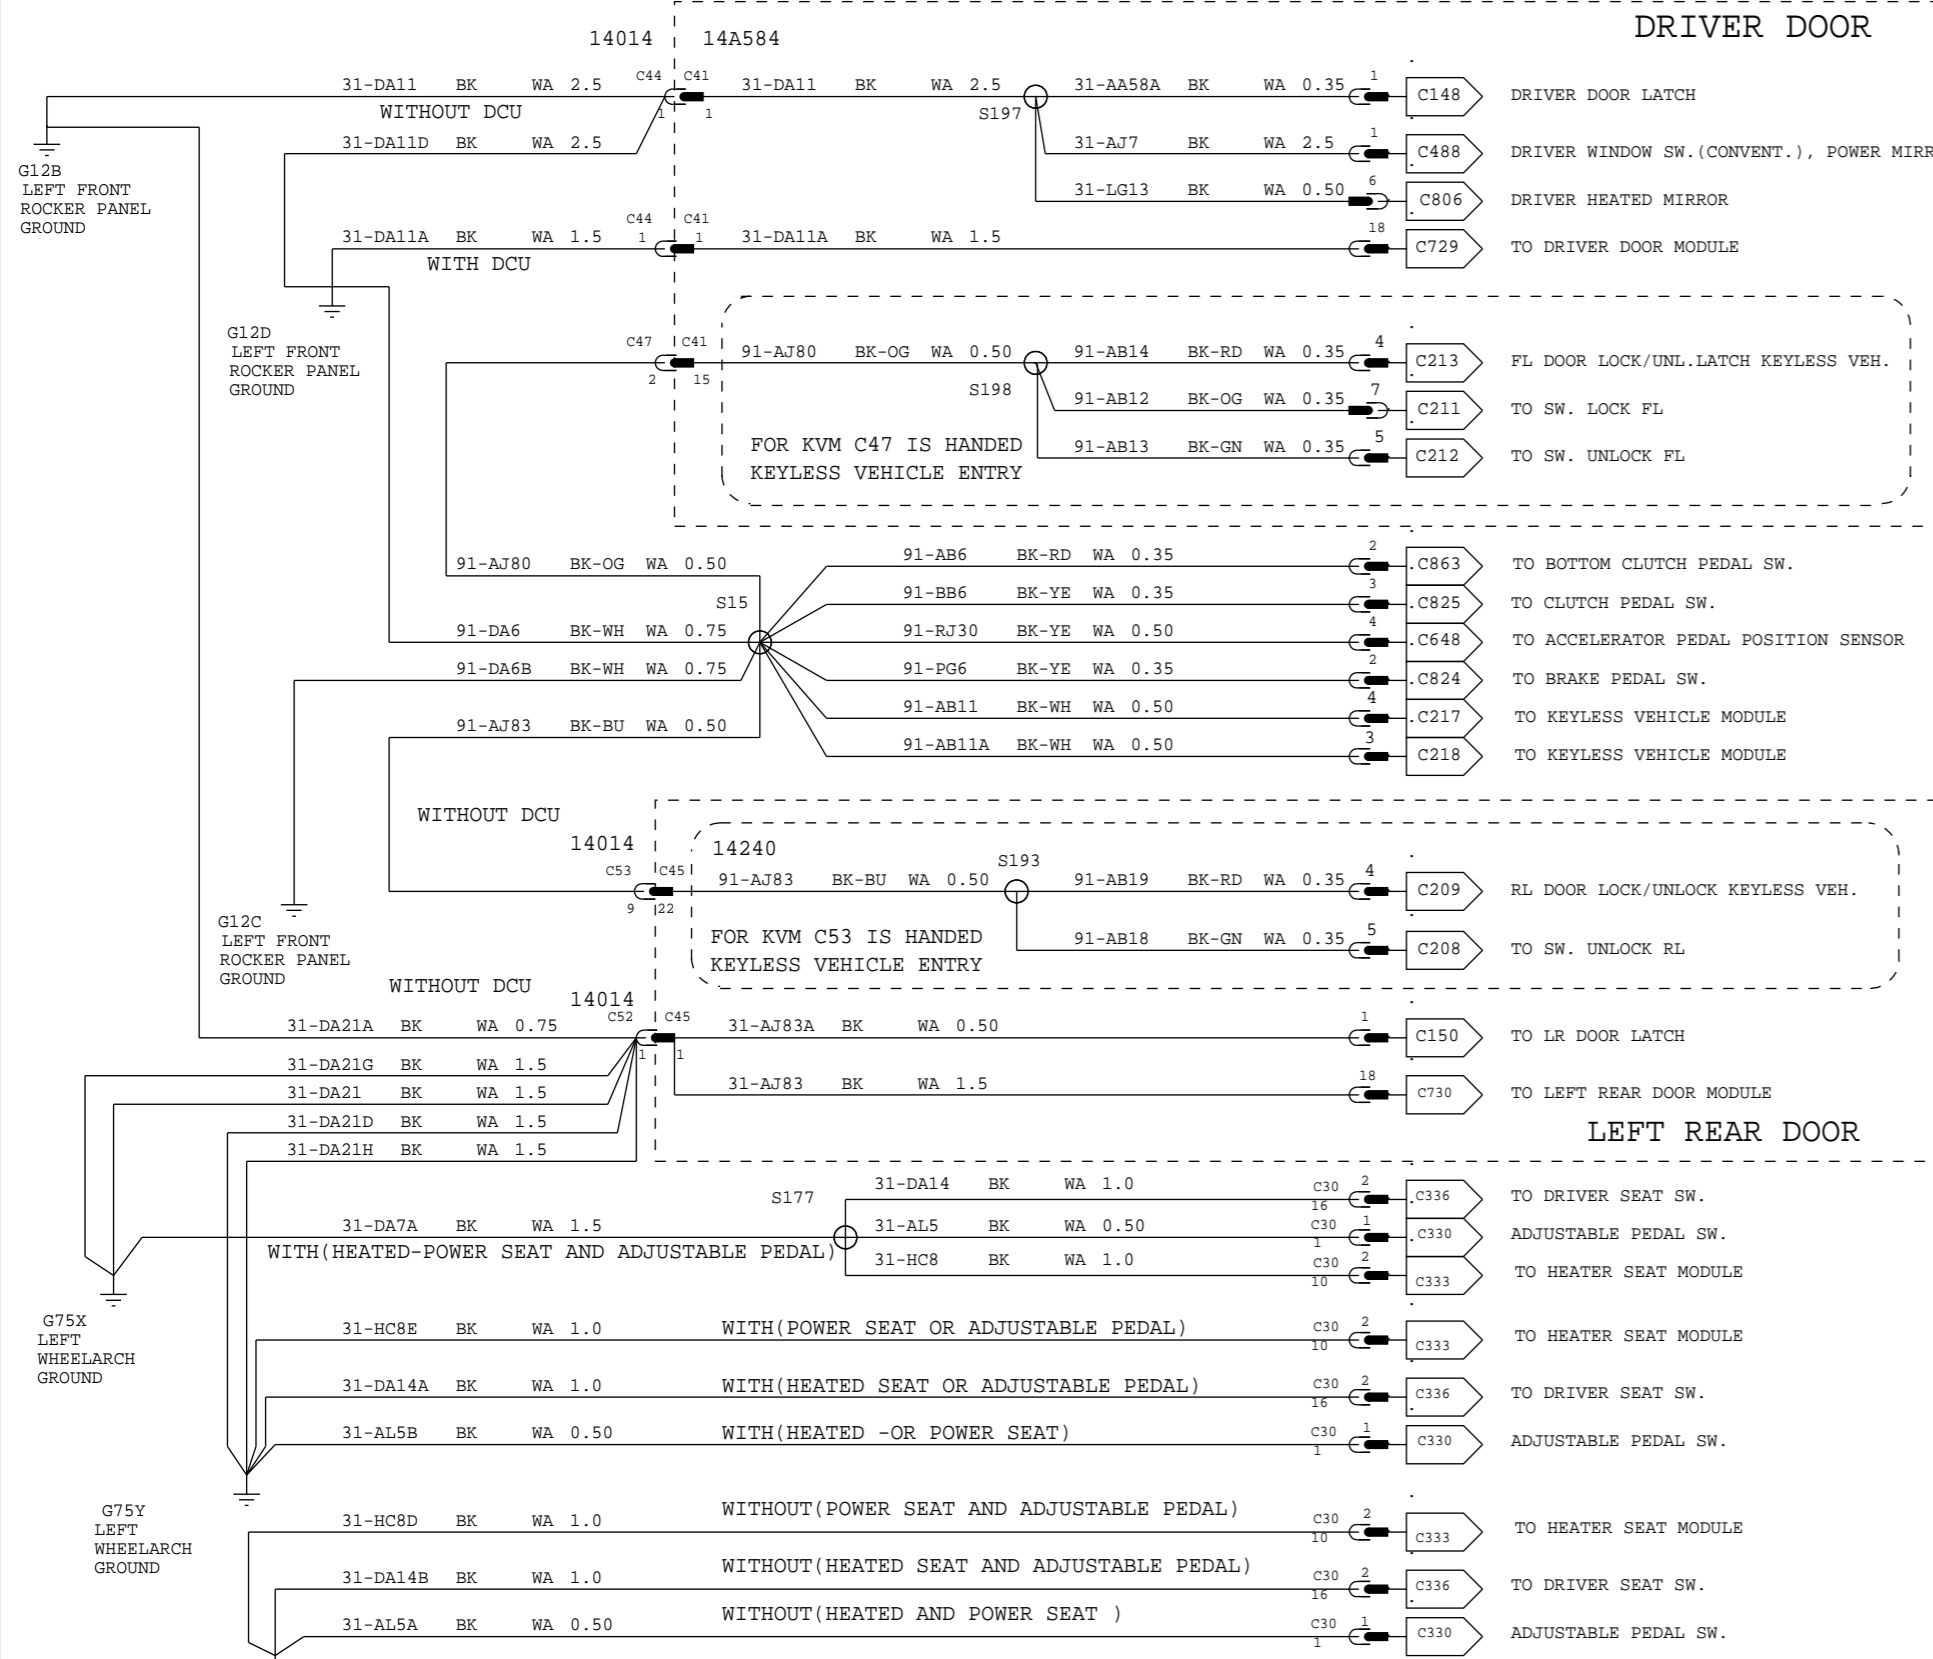 DRIVER DOOR
14014 14A584
31-DA11 BK WA 2.5 C44 C41 31-DA11 BK WA 2.5 31-AA58A BK WA 0.35 1 C148 DRIVER DOOR LATCH
WITHOUT DCU 1 1 S197
31-DA11D BK WA 2.5 31-AJ7 BK WA 2.5 1 C488 DRIVER WINDOW SW.(CONVENT.), POWER MIRR
G12B
LEFT FRONT
ROCKER PANEL
GROUND
31-LG13 BK WA 0.50 6 C806 DRIVER HEATED MIRROR
31-DA11A BK WA 1.5 C44 1 C41 1 31-DA11A BK WA 1.5 18 C729 TO DRIVER DOOR MODULE
WITH DCU
G12D
LEFT FRONT
ROCKER PANEL
GROUND
C47 C41 91-AJ80 BK-OG WA 0.50 91-AB14 BK-RD WA 0.35 4 C213 FL DOOR LOCK/UNL.LATCH KEYLESS VEH.
2 15 S198
91-AB12 BK-OG WA 0.35 7 C211 TO SW. LOCK FL
FOR KVM C47 IS HANDED
KEYLESS VEHICLE ENTRY
91-AB13 BK-GN WA 0.35 5 C212 TO SW. UNLOCK FL
91-AJ80 BK-OG WA 0.50 91-AB6 BK-RD WA 0.35 2 .C863 TO BOTTOM CLUTCH PEDAL SW.
S15 91-BB6 BK-YE WA 0.35 3 .C825 TO CLUTCH PEDAL SW.
91-DA6 BK-WH WA 0.75 91-RJ30 BK-YE WA 0.50 4 .C648 TO ACCELERATOR PEDAL POSITION SENSOR
91-DA6B BK-WH WA 0.75 91-PG6 BK-YE WA 0.35 2 .C824 TO BRAKE PEDAL SW.
91-AB11 BK-WH WA 0.50 4 .C217 TO KEYLESS VEHICLE MODULE
91-AJ83 BK-BU WA 0.50 91-AB11A BK-WH WA 0.50 3 .C218 TO KEYLESS VEHICLE MODULE
WITHOUT DCU
14014 14240
C53 C45 91-AJ83 BK-BU WA 0.50 S193 91-AB19 BK-RD WA 0.35 4 C209 RL DOOR LOCK/UNLOCK KEYLESS VEH.
9 22
G12C
LEFT FRONT
ROCKER PANEL
GROUND
FOR KVM C53 IS HANDED
KEYLESS VEHICLE ENTRY
91-AB18 BK-GN WA 0.35 5 C208 TO SW. UNLOCK RL
WITHOUT DCU
14014
31-DA21A BK WA 0.75 C52 C45 31-AJ83A BK WA 0.50 1 C150 TO LR DOOR LATCH
1 1
31-DA21G BK WA 1.5
31-DA21 BK WA 1.5 31-AJ83 BK WA 1.5 18 C730 TO LEFT REAR DOOR MODULE
31-DA21D BK WA 1.5
31-DA21H BK WA 1.5
LEFT REAR DOOR
S177 31-DA14 BK WA 1.0 C30 16 2 .C336 TO DRIVER SEAT SW.
31-DA7A BK WA 1.5 31-AL5 BK WA 0.50 C30 1 1 .C330 ADJUSTABLE PEDAL SW.
WITH(HEATED-POWER SEAT AND ADJUSTABLE PEDAL)
31-HC8 BK WA 1.0 C30 10 2 C333 TO HEATER SEAT MODULE
G75X
LEFT
WHEELARCH
GROUND
31-HC8E BK WA 1.0 WITH(POWER SEAT OR ADJUSTABLE PEDAL) C30 10 2 C333 TO HEATER SEAT MODULE
31-DA14A BK WA 1.0 WITH(HEATED SEAT OR ADJUSTABLE PEDAL) C30 16 2 C336 TO DRIVER SEAT SW.
31-AL5B BK WA 0.50 WITH(HEATED -OR POWER SEAT) C30 1 1 C330 ADJUSTABLE PEDAL SW.
G75Y
LEFT
WHEELARCH
GROUND
WITHOUT(POWER SEAT AND ADJUSTABLE PEDAL)
31-HC8D BK WA 1.0 C30 10 2 C333 TO HEATER SEAT MODULE
WITHOUT(HEATED SEAT AND ADJUSTABLE PEDAL)
31-DA14B BK WA 1.0 C30 16 2 C336 TO DRIVER SEAT SW.
WITHOUT(HEATED AND POWER SEAT )
31-AL5A BK WA 0.50 C30 1 1 C330 ADJUSTABLE PEDAL SW.